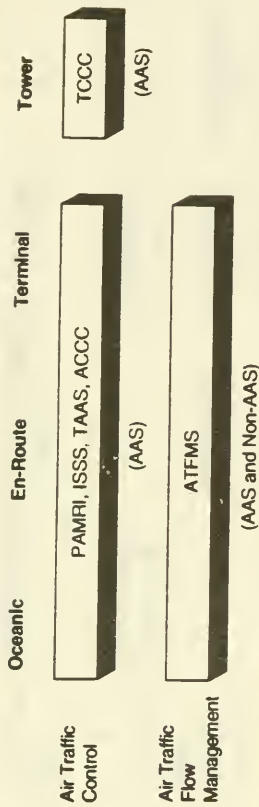 Oceanic En-Route Terminal Tower
Air Traffic
Control
PAMRI, ISSS, TAAS, ACCC
TCCC
(AAS)
(AAS)
Air Traffic
Flow
Management
ATFMS
(AAS and Non-AAS)